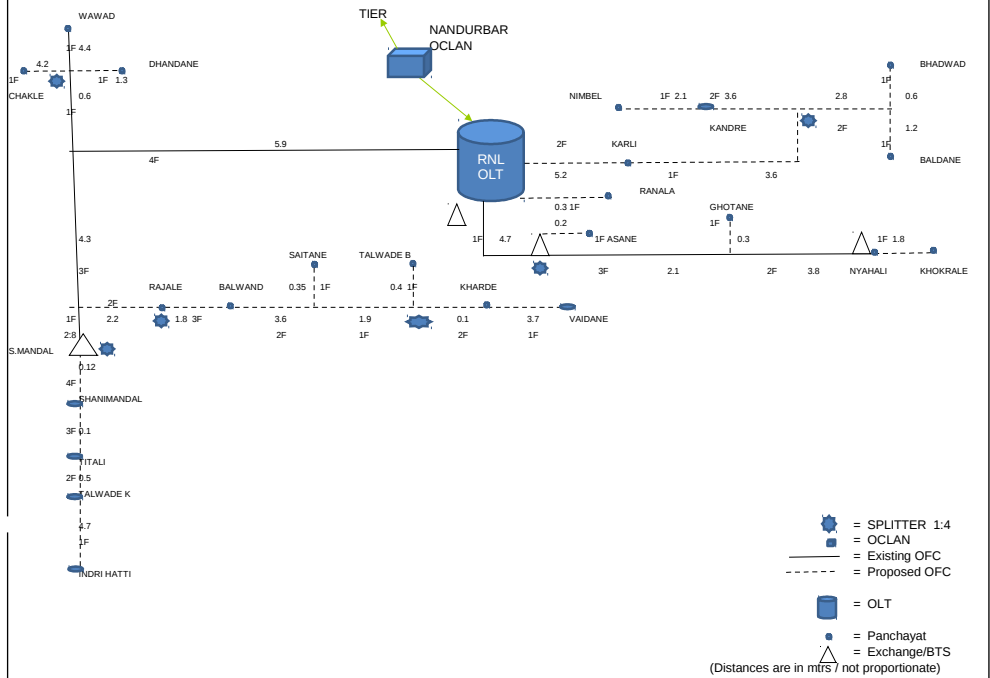 TIER
WAWAD
NANDURBAR
OCLAN
1F 4.4
4.2
DHANDANE
BHADWAD
1F
1F 1.3
1F
CHAKLE
0.6
NIMBEL
1F 2.1
2F 3.6
2.8
0.6
1F
KANDRE
2F
1.2
5.9
2F
KARLI
1F
4F
RNL
OLT
BALDANE
5.2
1F
3.6
RANALA
0.3 1F
GHOTANE
0.2
1F
4.3
1F
4.7
1F ASANE
0.3
1F 1.8
SAITANE
TALWADE B
3F
3F
2.1
2F
3.8
NYAHALI
KHOKRALE
RAJALE
BALWAND
0.35
1F
0.4 1F
KHARDE
2F
1F
2.2
1.8 3F
3.6
1.9
0.1
3.7
VAIDANE
2:8
2F
1F
2F
1F
S.MANDAL
0.12
4F
SHANIMANDAL
3F 0.1
TITALI
2F 0.5
TALWADE K
4.7
1F
INDRI HATTI
= SPLITTER 1:4
= OCLAN
= Existing OFC
= Proposed OFC
= OLT
= Panchayat
= Exchange/BTS
(Distances are in mtrs / not proportionate)